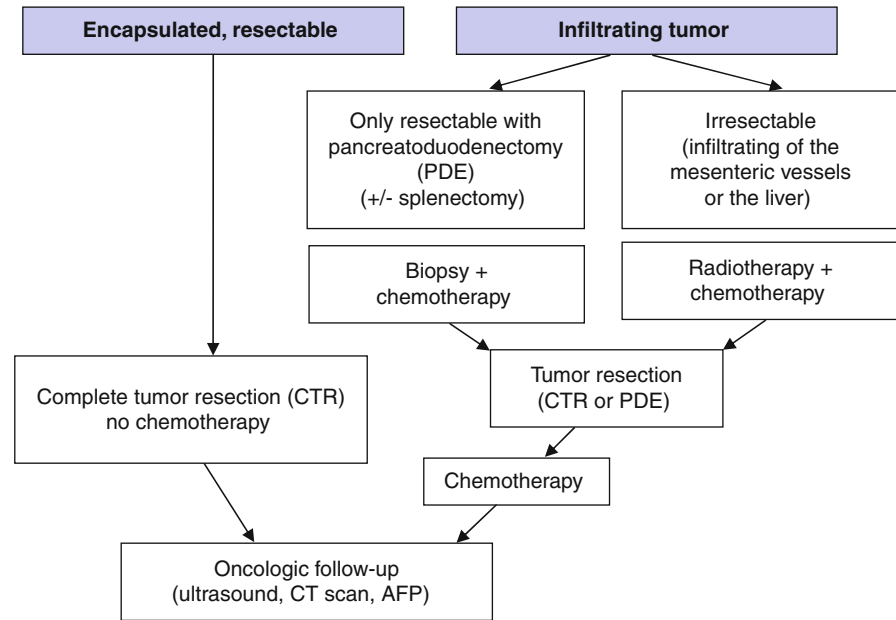 Encapsulated, resectable
Infiltrating tumor
Only resectable with
pancreatoduodenectomy
(PDE)
(+/- splenectomy)
Irresectable
(infiltrating of the
mesenteric vessels
or the liver)
Biopsy +
chemotherapy
Radiotherapy +
chemotherapy
Complete tumor resection (CTR)
no chemotherapy
Tumor resection
(CTR or PDE)
Chemotherapy
Oncologic follow-up
(ultrasound, CT scan, AFP)